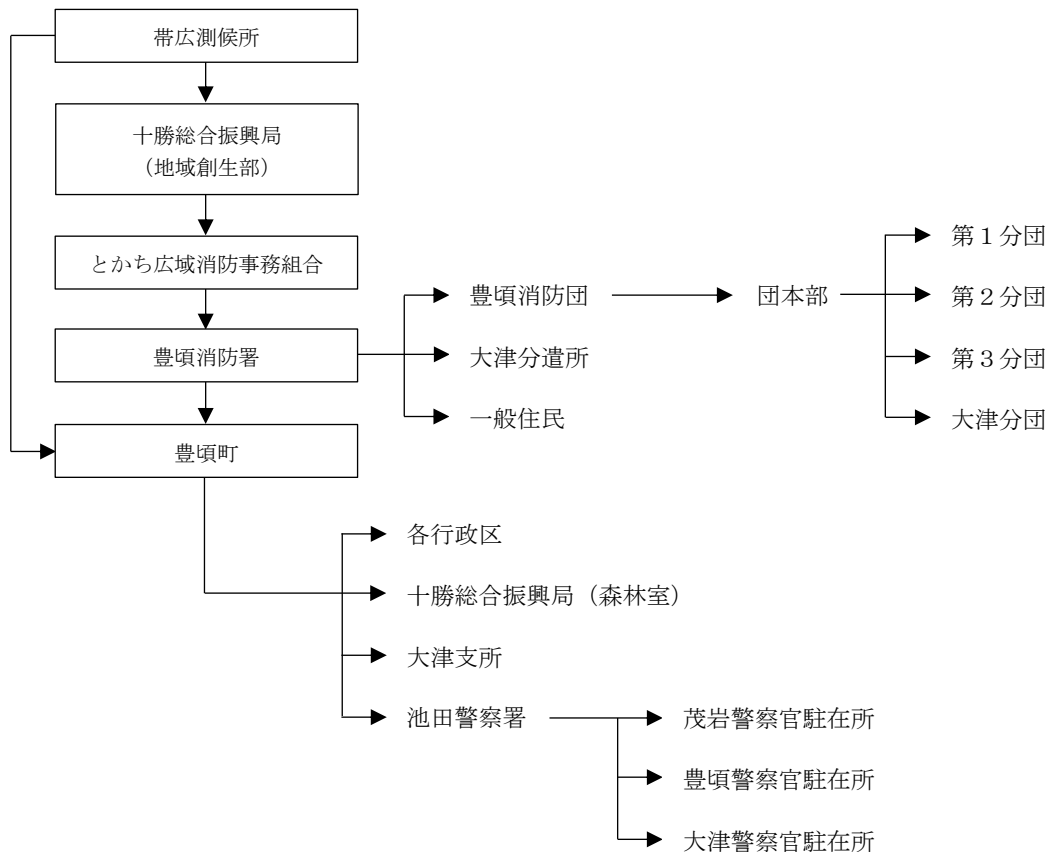 帯広測候所
十勝総合振興局
（地域創生部）
とかち広域消防事務組合
豊頃消防署
豊頃町
豊頃消防団
大津分遣所
一般住民
団本部
第１分団
第２分団
第３分団
大津分団
各行政区
十勝総合振興局（森林室）
大津支所
池田警察署
茂岩警察官駐在所
豊頃警察官駐在所
大津警察官駐在所